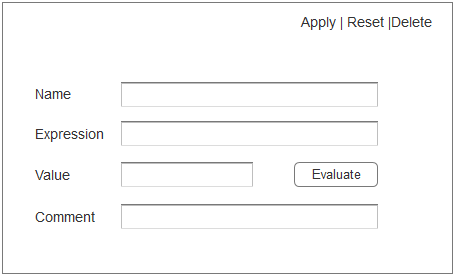 Apply | Reset |Delete
Name
Expression
Value Evaluate
Comment